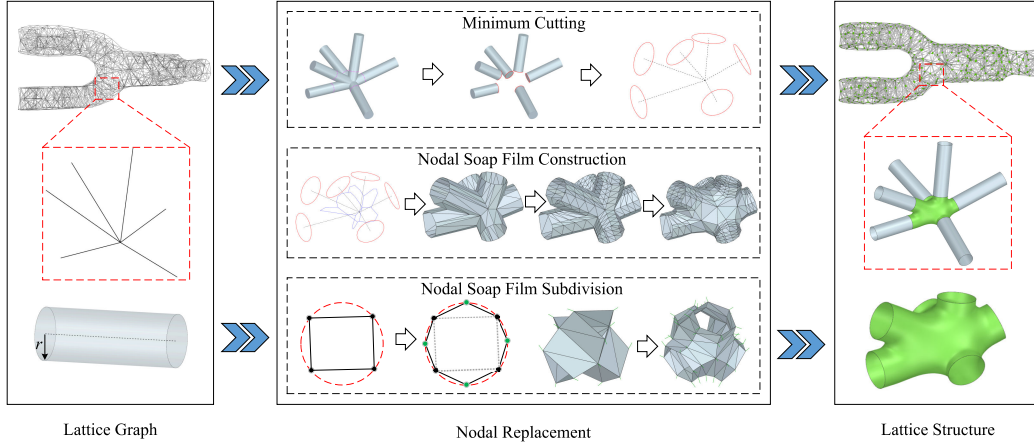 Minimum Cutting
Nodal Soap Film Construction
Nodal Soap Film Subdivision
r
Lattice Graph
Nodal Replacement
Lattice Structure